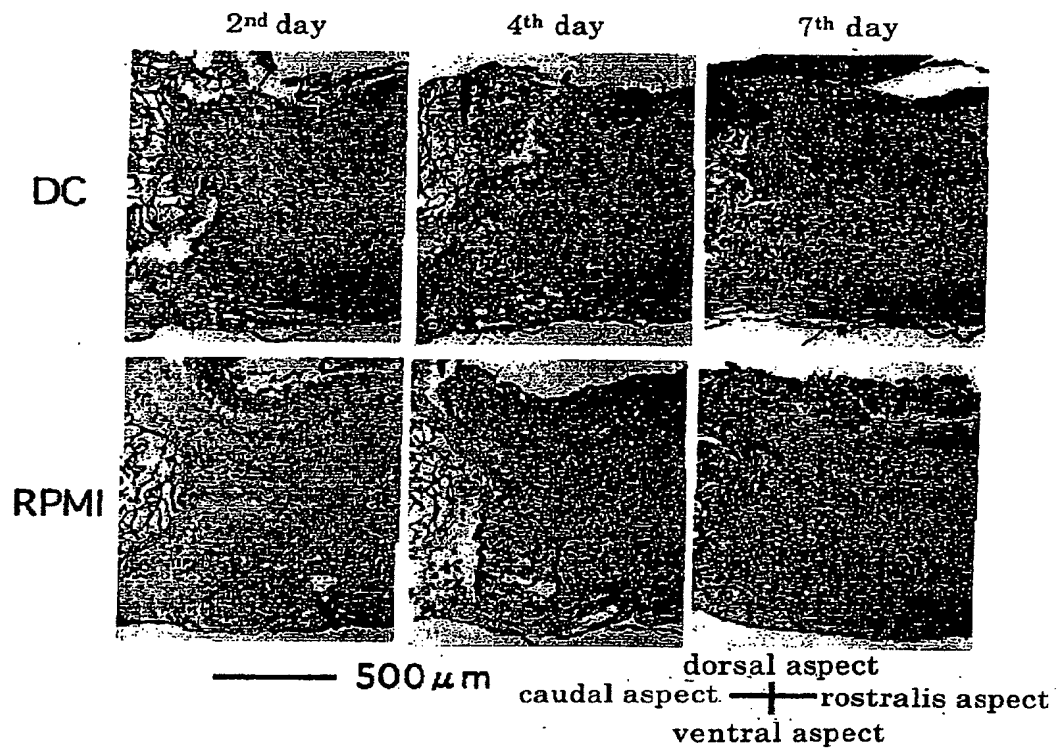 2nd day 4th day 7th day
DC
RPMI
500 μm
dorsal aspect
caudal aspect rostralis aspect
ventral aspect